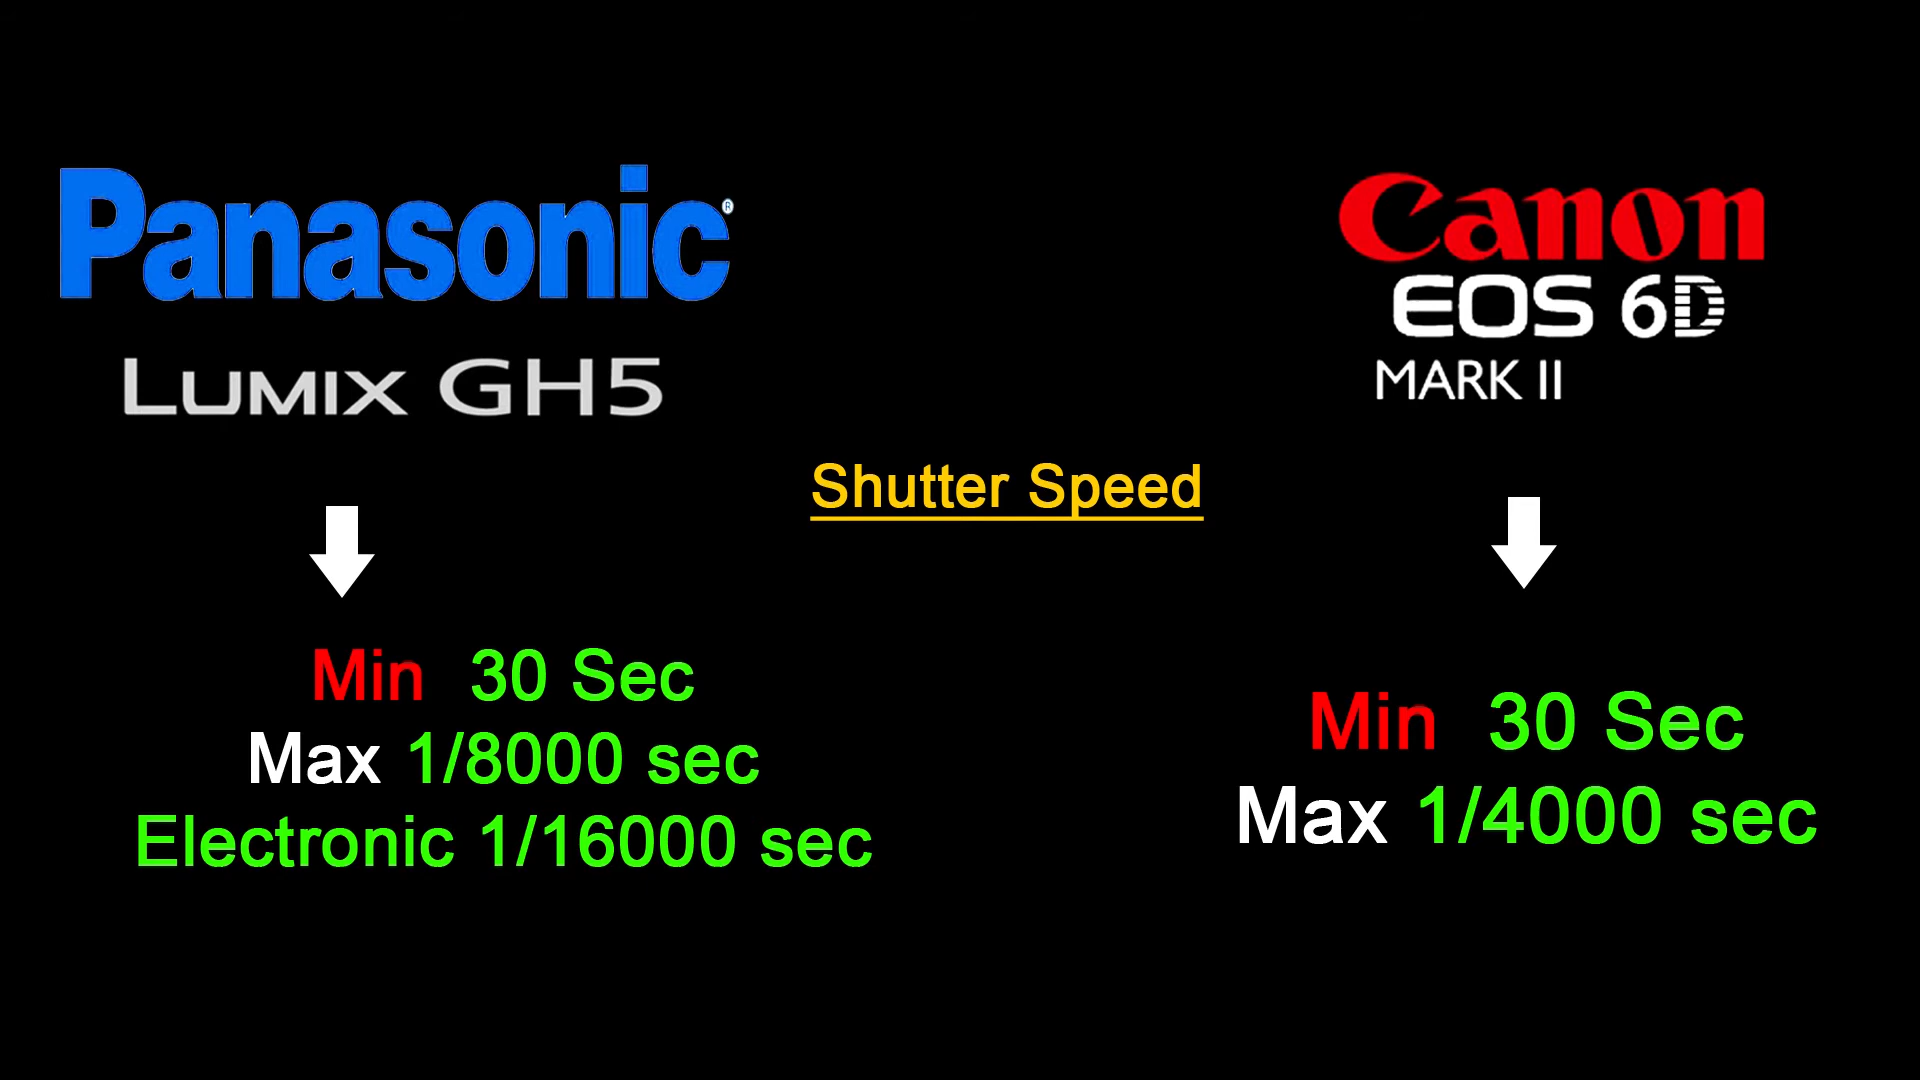 Panasonic®
LUMIX GH5
Canon
EOS 6D
MARK II
Shutter Speed
Min 30 Sec
Max 1/8000 sec
Electronic 1/16000 sec
Min 30 Sec
Max 1/4000 sec